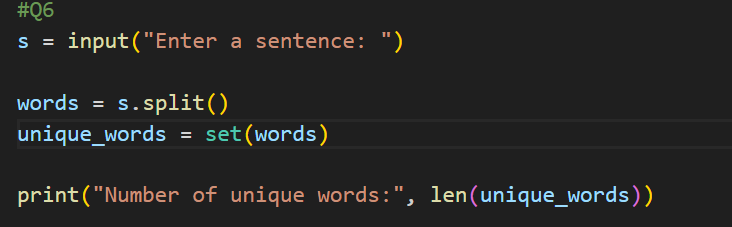 #Q6
s = input("Enter a sentence: ")
words = s.split()
unique_words = set(words)
print("Number of unique words:", len(unique_words))